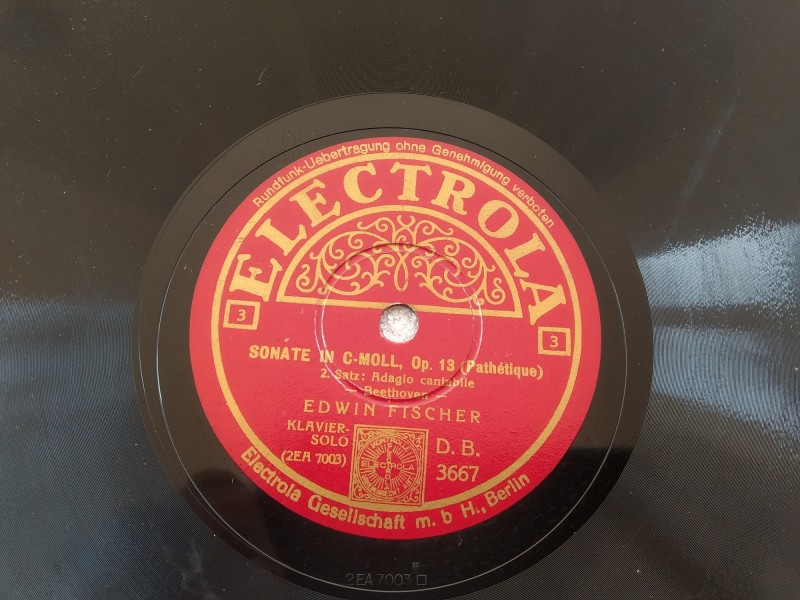 Rundfunk-Uebertragung ohne Genehmigung verboten
ELECTROLA
3
3
SONATE IN C-MOLL, Op. 13 (Pathétique)
2. Satz: Adagio cantabile
— Beethoven —
EDWIN FISCHER
KLAVIER-
SOLO
(2EA 7003)
ELECTROLA
D. B.
3667
Electrola Gesellschaft m. b H., Berlin
2EA 7003 □